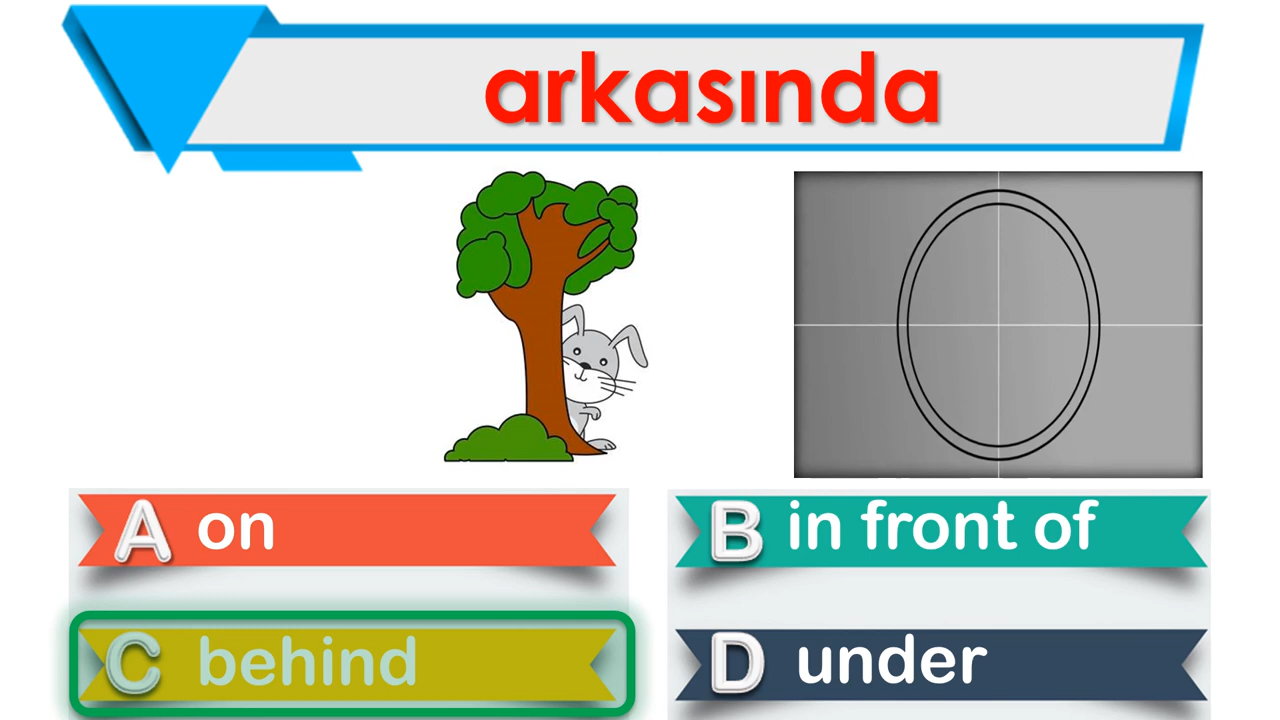 arkasında
A on
B in front of
C behind
D under